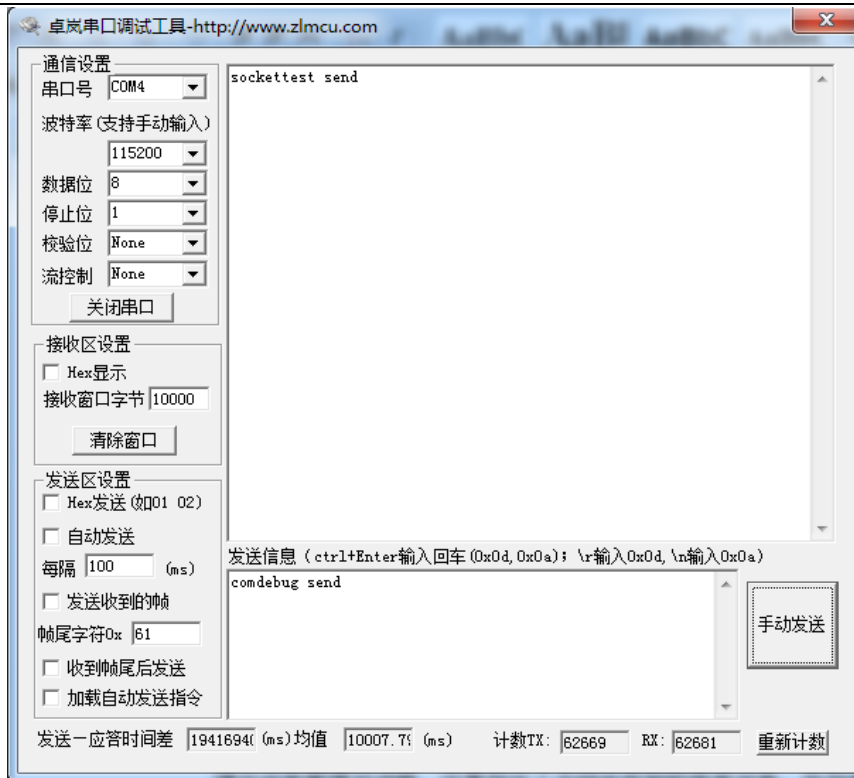 卓岚串口调试工具-http://www.zlmcu.com
通信设置
串口号 COM4
波特率(支持手动输入)
115200
数据位 8
停止位 1
校验位 None
流控制 None
关闭串口
接收区设置
Hex显示
接收窗口字节 10000
清除窗口
发送区设置
Hex发送(如01 02)
自动发送
每隔 100 (ms)
发送收到的帧
帧尾字符0x 61
收到帧尾后发送
加载自动发送指令
sockettest send
发送信息(ctrl+Enter输入回车(0x0d,0x0a); \r输入0x0d,\n输入0x0a)
comdebug send
手动发送
发送一应答时间差 1941694( (ms)均值 10007.79 (ms) 计数TX: 62669 RX: 62681 重新计数